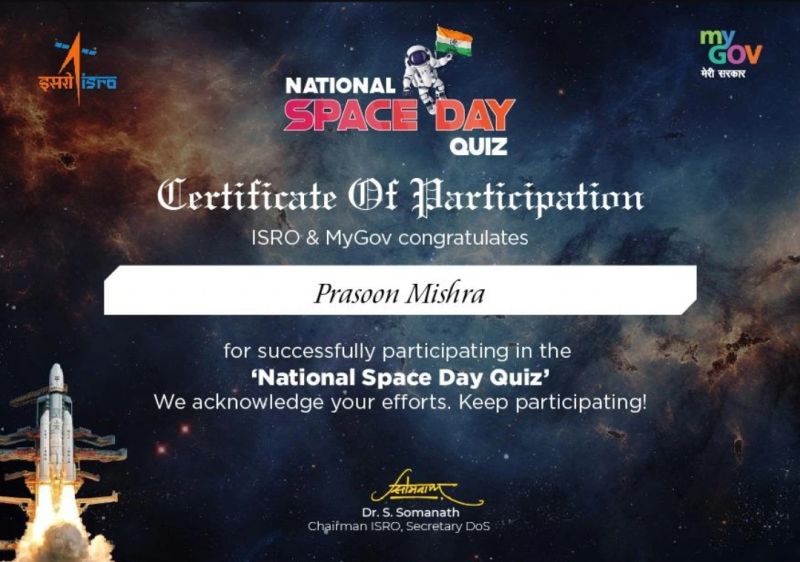 इसरो isro
my
GOV
मेरी सरकार
NATIONAL
SPACE DAY
QUIZ
Certificate Of Participation
ISRO & MyGov congratulates
Prasoon Mishra
for successfully participating in the
‘National Space Day Quiz’
We acknowledge your efforts. Keep participating!
Dr. S. Somanath
Chairman ISRO, Secretary DoS